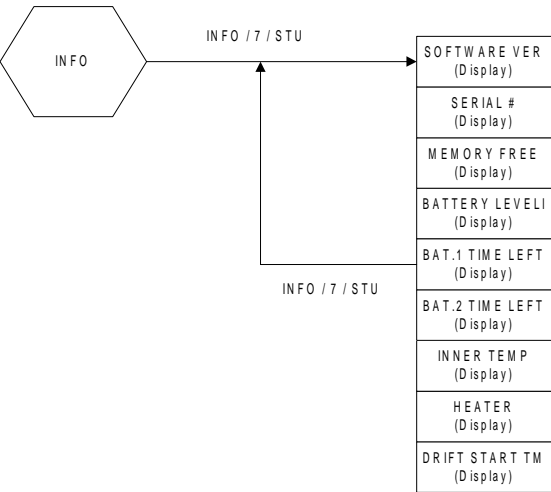 INFO / 7 / STU
INFO
SOFTWARE VER
(Display)
SERIAL #
(Display)
MEMORY FREE
(Display)
BATTERY LEVELI
(Display)
BAT.1 TIME LEFT
(Display)
INFO / 7 / STU
BAT.2 TIME LEFT
(Display)
INNER TEMP
(Display)
HEATER
(Display)
DRIFT START TM
(Display)